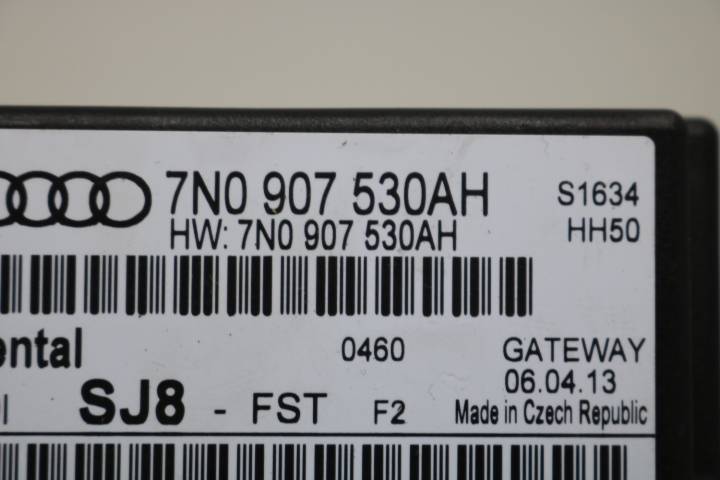 7N0 907 530AH S1634
HW: 7N0 907 530AH HH50
ental 0460 GATEWAY
06.04.13
SJ8 - FST F2 Made in Czech Republic